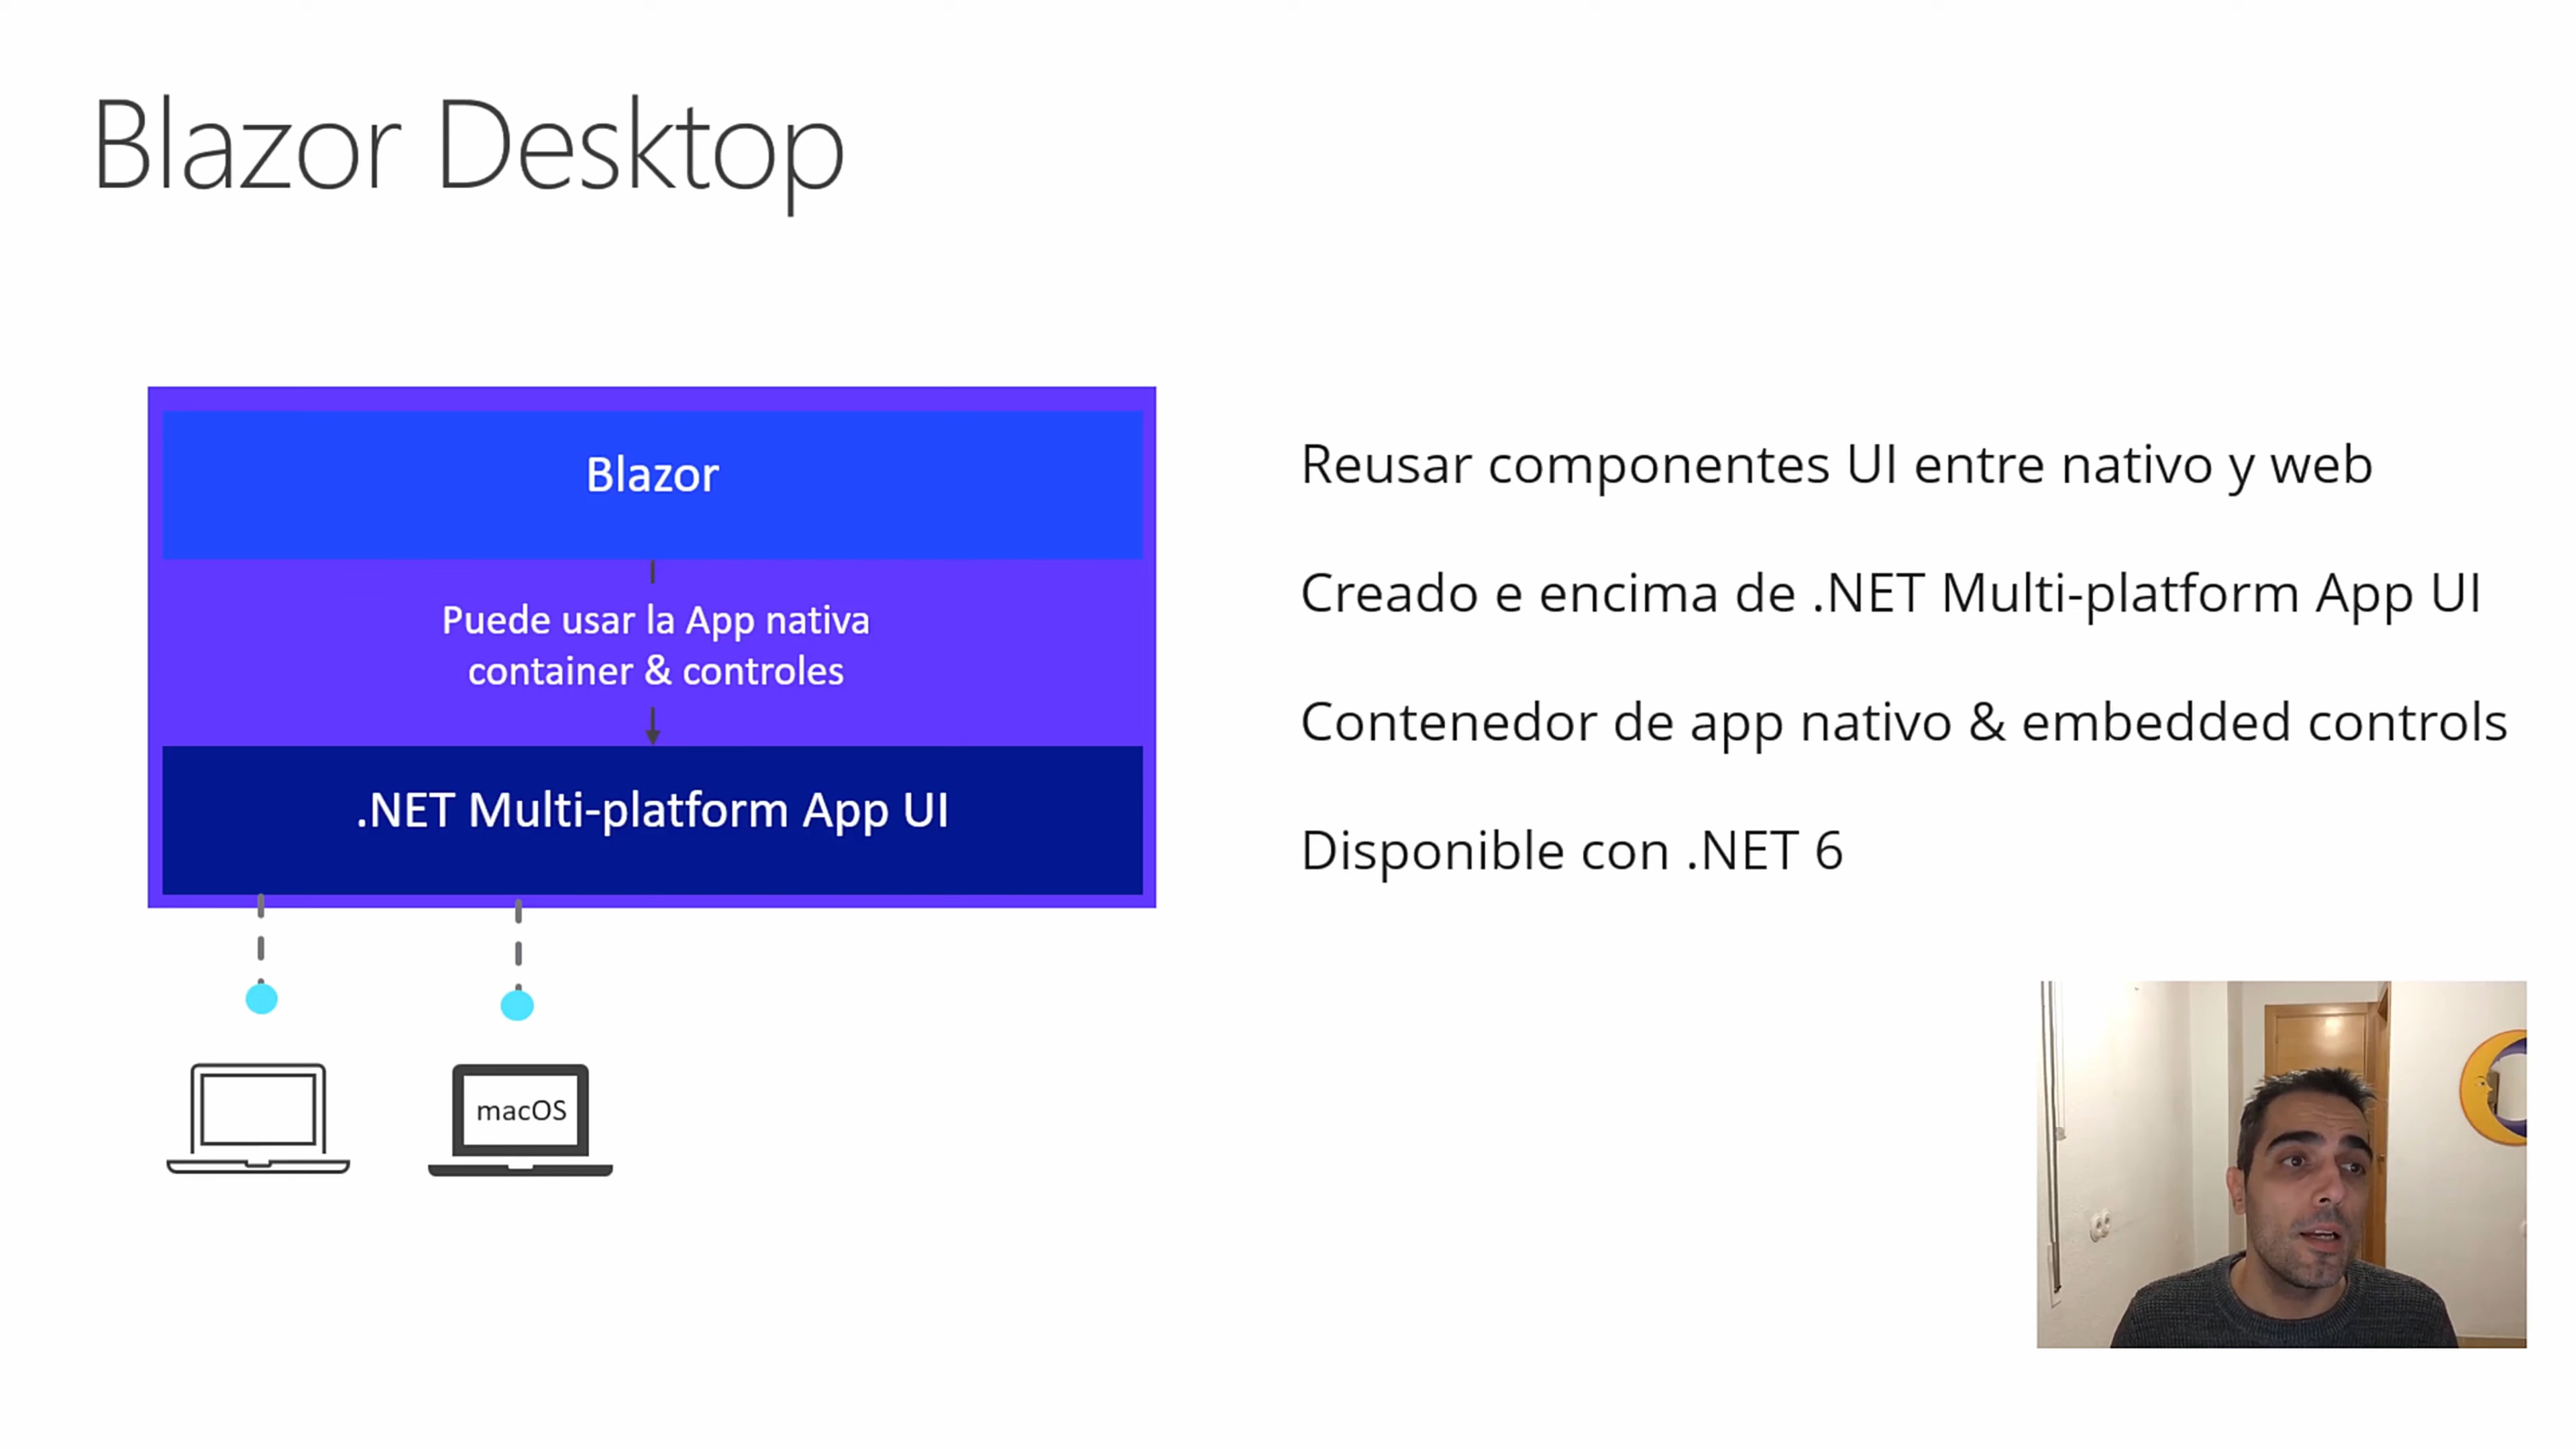 Blazor Desktop
Blazor
Puede usar la App nativa
container & controles
.NET Multi-platform App UI
macOS
Reusar componentes UI entre nativo y web
Creado e encima de .NET Multi-platform App UI
Contenedor de app nativo & embedded controls
Disponible con .NET 6